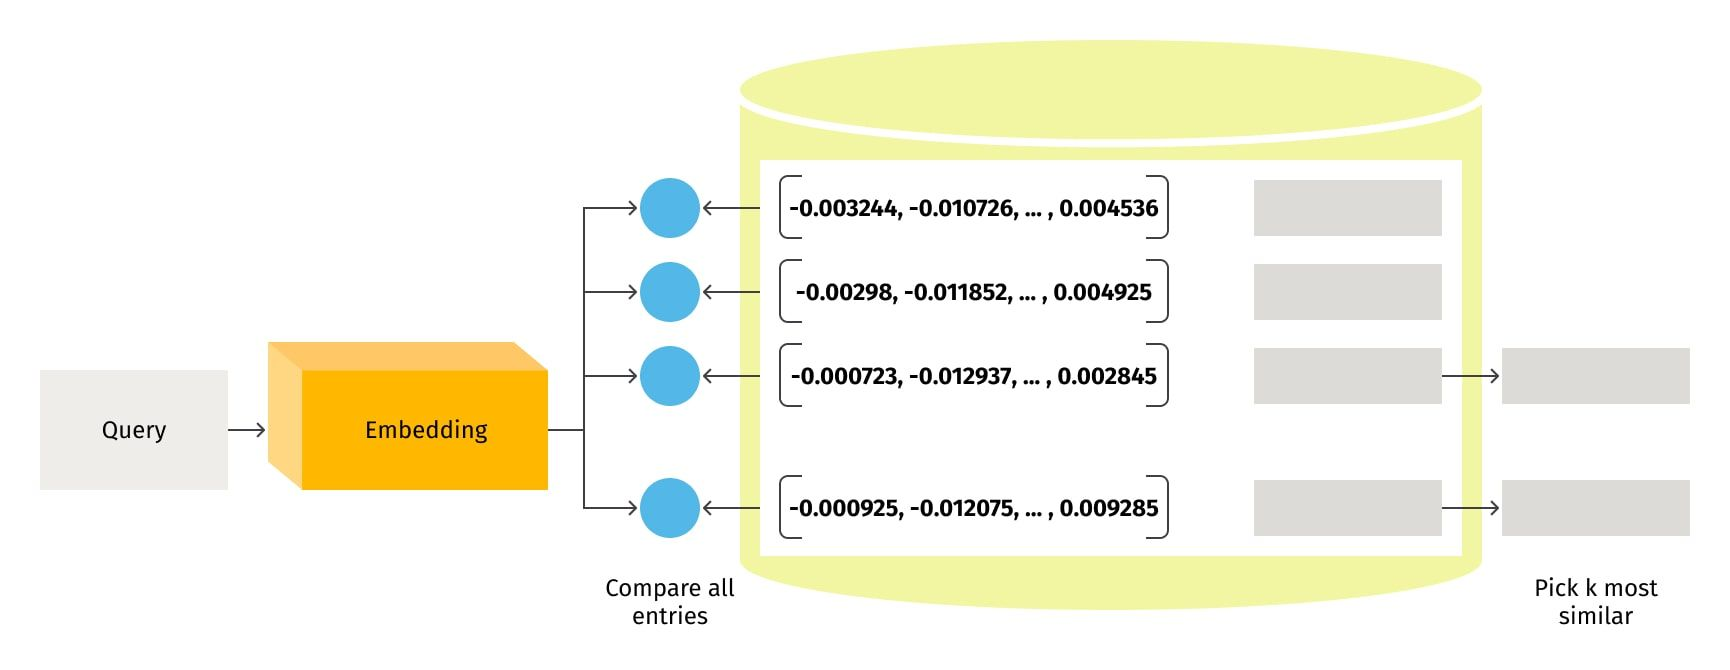 -0.003244, -0.010726, ... , 0.004536
-0.00298, -0.011852, ... , 0.004925
-0.000723, -0.012937, ... , 0.002845
Query
Embedding
-0.000925, -0.012075, ... , 0.009285
Compare all
entries
Pick k most
similar